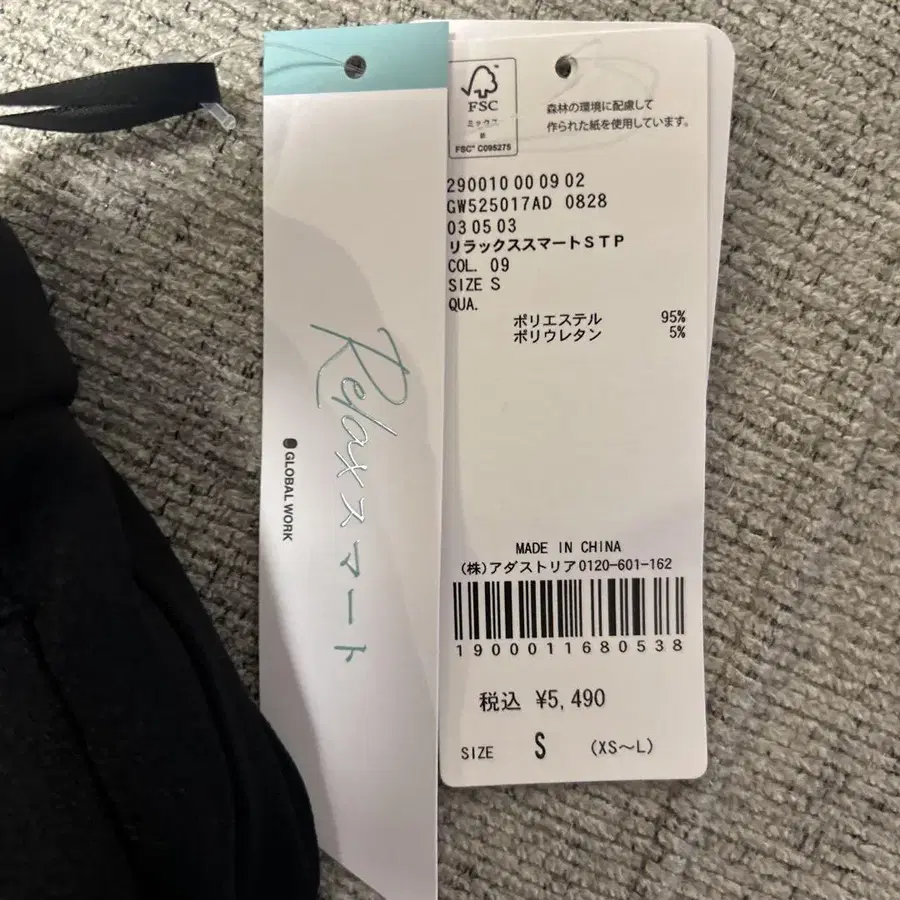 Relaxスマート
GLOBAL WORK
FSC
ミックス
紙
FSC® C095275
森林の環境に配慮して
作られた紙を使用しています。
290010 00 09 02
GW525017AD 0828
03 05 03
リラックススマートSTP
COL. 09
SIZE S
QUA.
ポリエステル 95%
ポリウレタン 5%
MADE IN CHINA
(株)アダストリア0120-601-162
1900011680538
税込 ¥5,490
SIZE S (XS〜L)